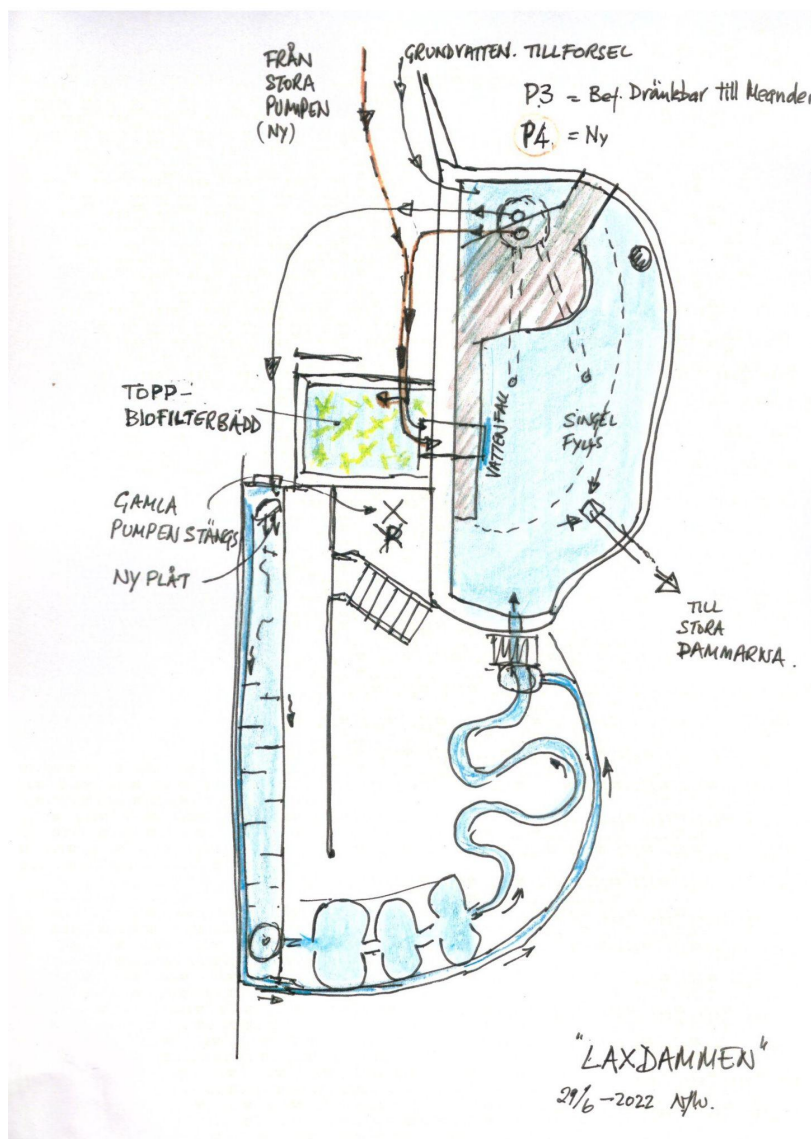 FRÅN
STORA
PUMPEN
(NY)
GRUNDVATTEN. TILLFORSEL
P.3 = Bef. Dränkbar till Meander
P4. = Ny
TOPP-
BIOFILTERBÄDD
VATTENFALL
SINGEL
FYLLS
GAMLA
PUMPEN STÄNGS
NY PLÅT
TILL
STORA
DAMMARNA.
"LAXDAMMEN"
29/6-2022